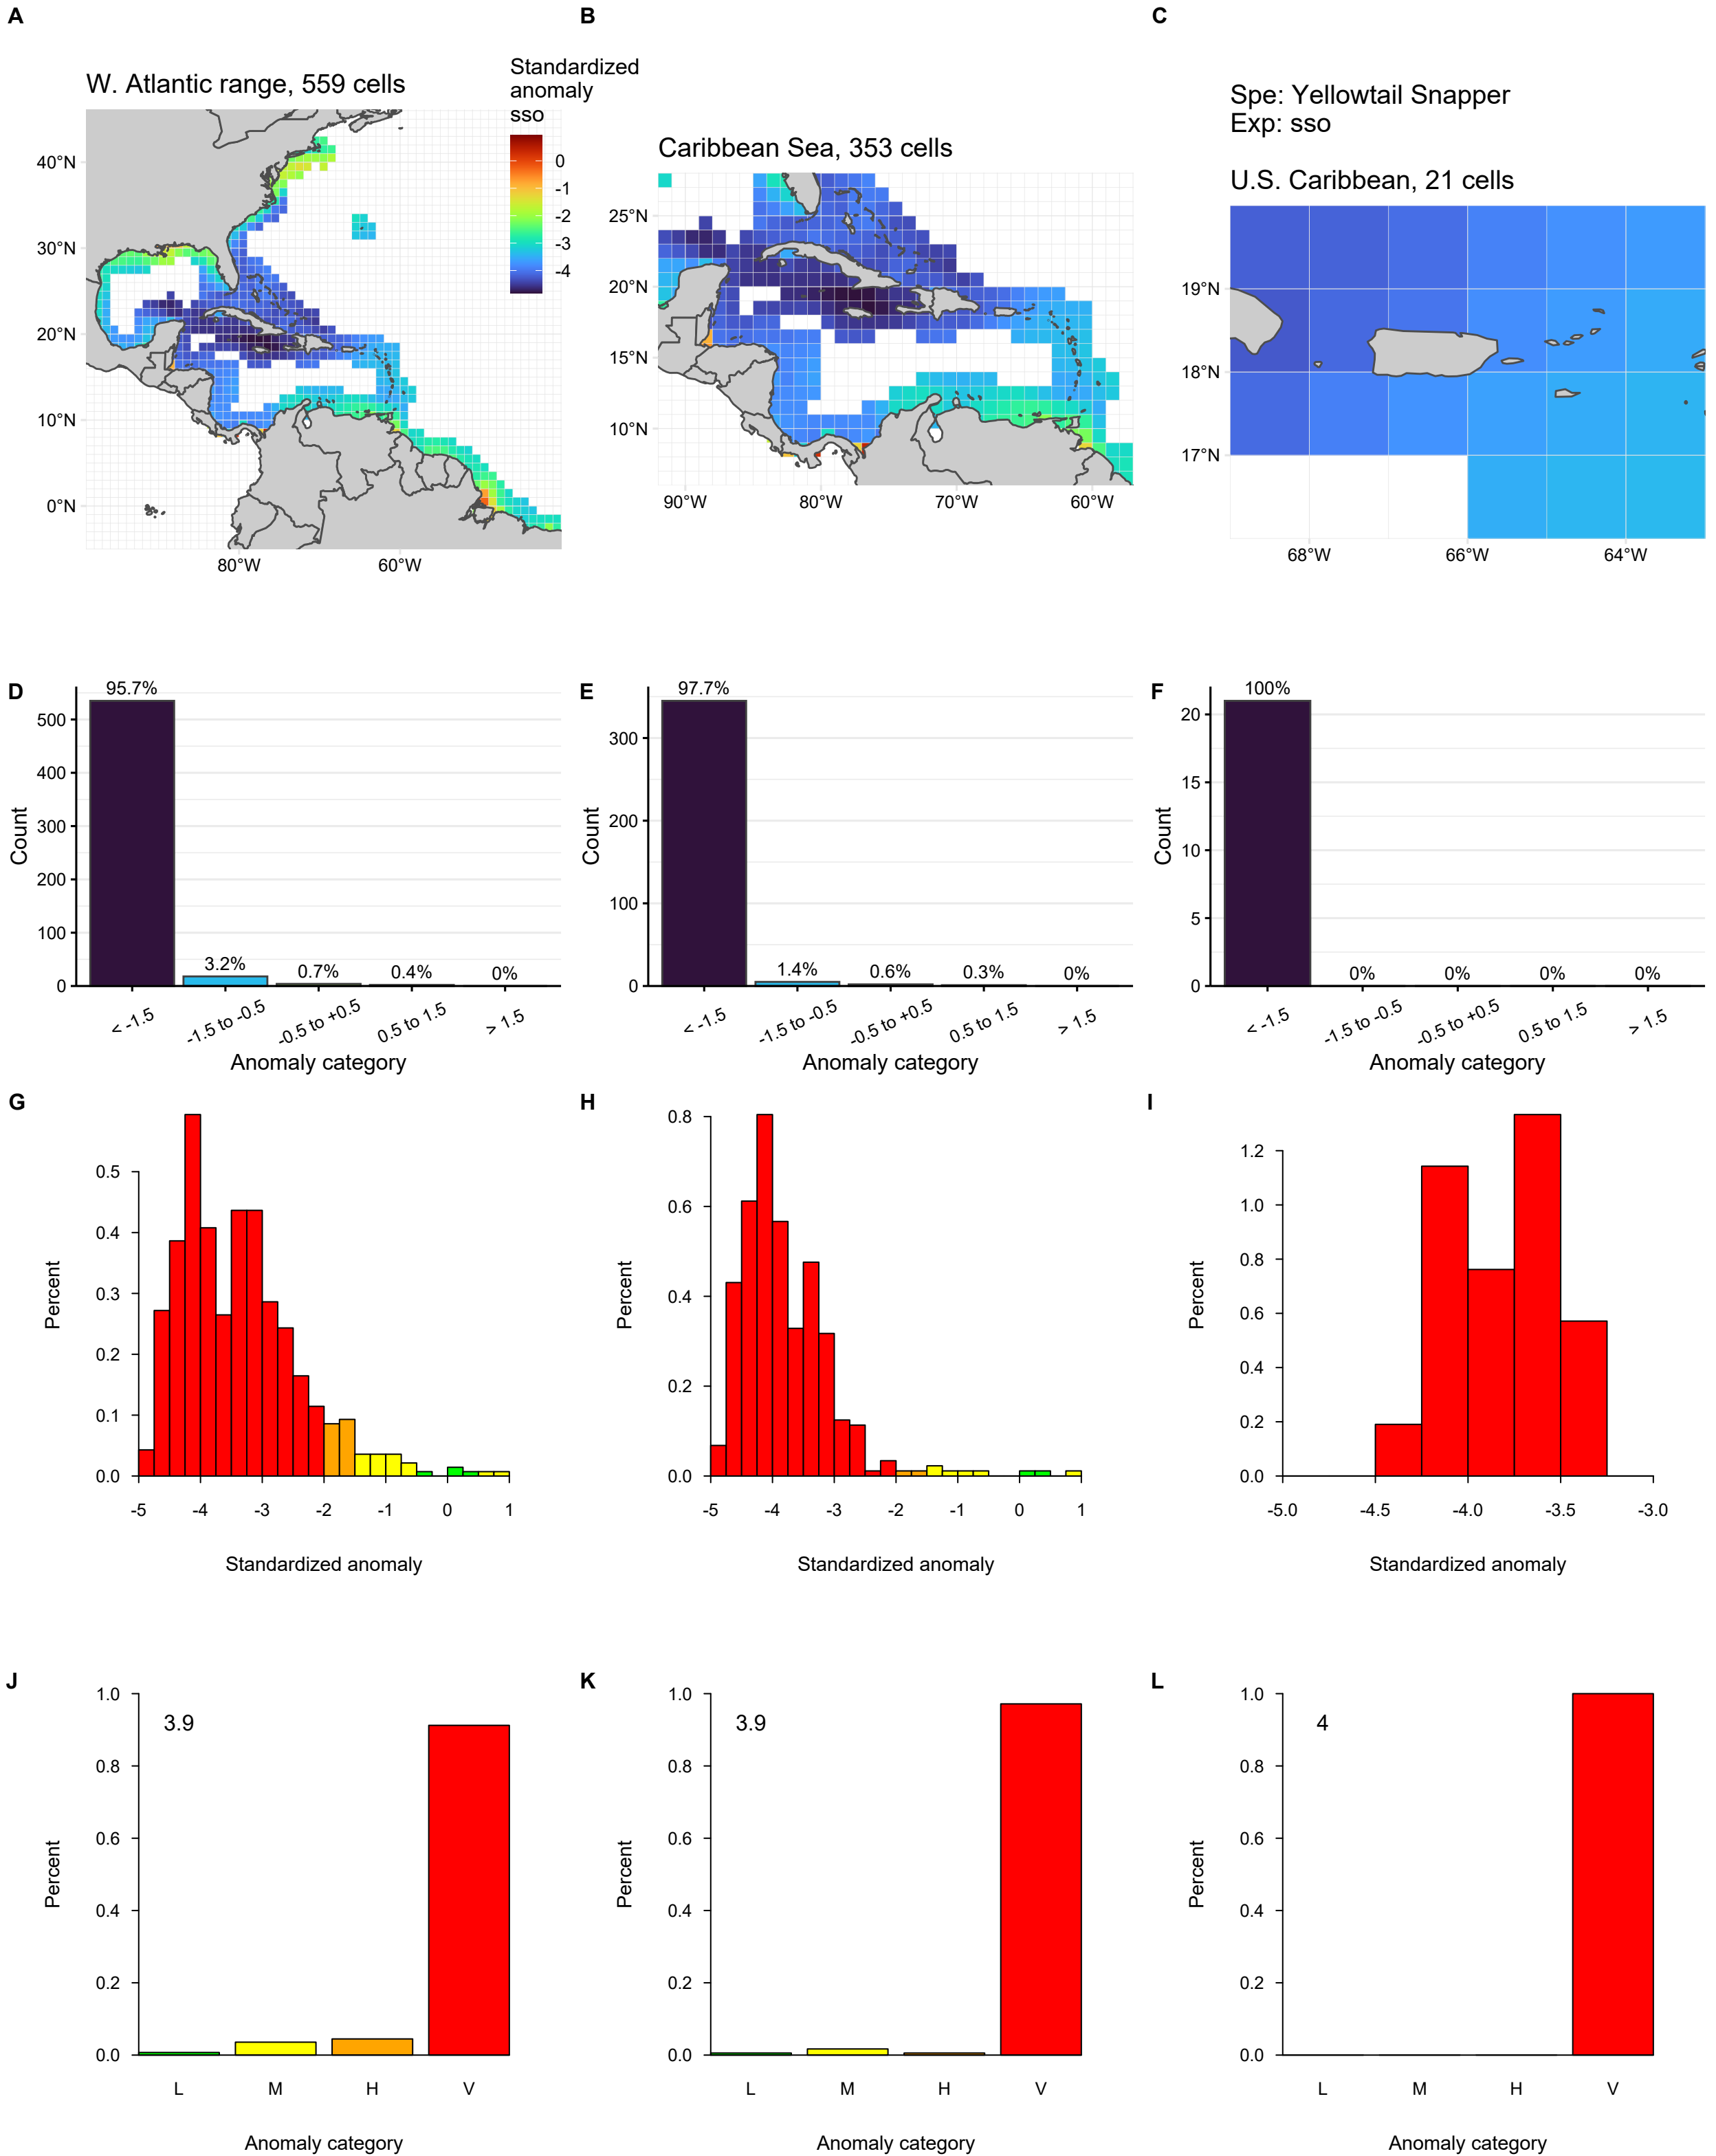 A
B
C
W. Atlantic range, 559 cells
Standardized
anomaly
sso
0
-1
-2
-3
-4
40°N
30°N
20°N
10°N
0°N
80°W
60°W
Caribbean Sea, 353 cells
25°N
20°N
15°N
10°N
90°W
80°W
70°W
60°W
Spe: Yellowtail Snapper
Exp: sso
U.S. Caribbean, 21 cells
19°N
18°N
17°N
68°W
66°W
64°W
D
95.7%
3.2%
0.7%
0.4%
0%
500
400
300
200
100
0
Count
< -1.5
-1.5 to -0.5
-0.5 to +0.5
0.5 to 1.5
> 1.5
Anomaly category
E
97.7%
1.4%
0.6%
0.3%
0%
300
200
100
0
Count
< -1.5
-1.5 to -0.5
-0.5 to +0.5
0.5 to 1.5
> 1.5
Anomaly category
F
100%
0%
0%
0%
0%
20
15
10
5
0
Count
< -1.5
-1.5 to -0.5
-0.5 to +0.5
0.5 to 1.5
> 1.5
Anomaly category
G
0.5
0.4
0.3
0.2
0.1
0.0
Percent
-5
-4
-3
-2
-1
0
1
Standardized anomaly
H
0.8
0.6
0.4
0.2
0.0
Percent
-5
-4
-3
-2
-1
0
1
Standardized anomaly
I
1.2
1.0
0.8
0.6
0.4
0.2
0.0
Percent
-5.0
-4.5
-4.0
-3.5
-3.0
Standardized anomaly
J
3.9
1.0
0.8
0.6
0.4
0.2
0.0
Percent
L
M
H
V
Anomaly category
K
3.9
1.0
0.8
0.6
0.4
0.2
0.0
Percent
L
M
H
V
Anomaly category
L
4
1.0
0.8
0.6
0.4
0.2
0.0
Percent
L
M
H
V
Anomaly category